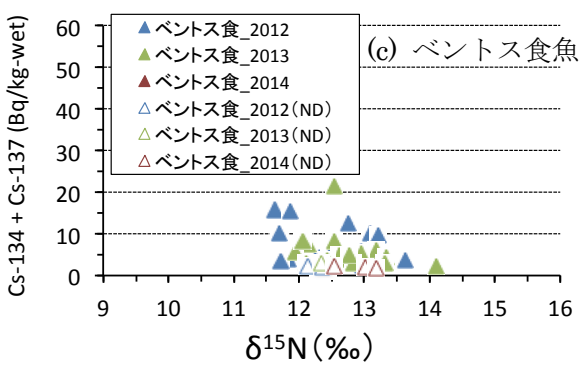 (c) ベントス食魚
ベントス食_2012
ベントス食_2013
ベントス食_2014
ベントス食_2012(ND)
ベントス食_2013(ND)
ベントス食_2014(ND)
Cs-134 + Cs-137 (Bq/kg-wet)
60
50
40
30
20
10
0
9 10 11 12 13 14 15 16
δ¹⁵N(‰)